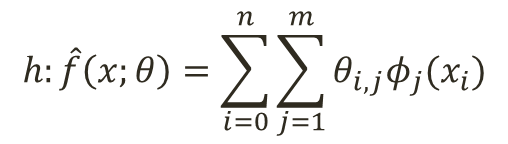 h: f̂(x; θ) = ∑_{i=0}^{n} ∑_{j=1}^{m} θ_{i,j} ϕ_j(x_i)